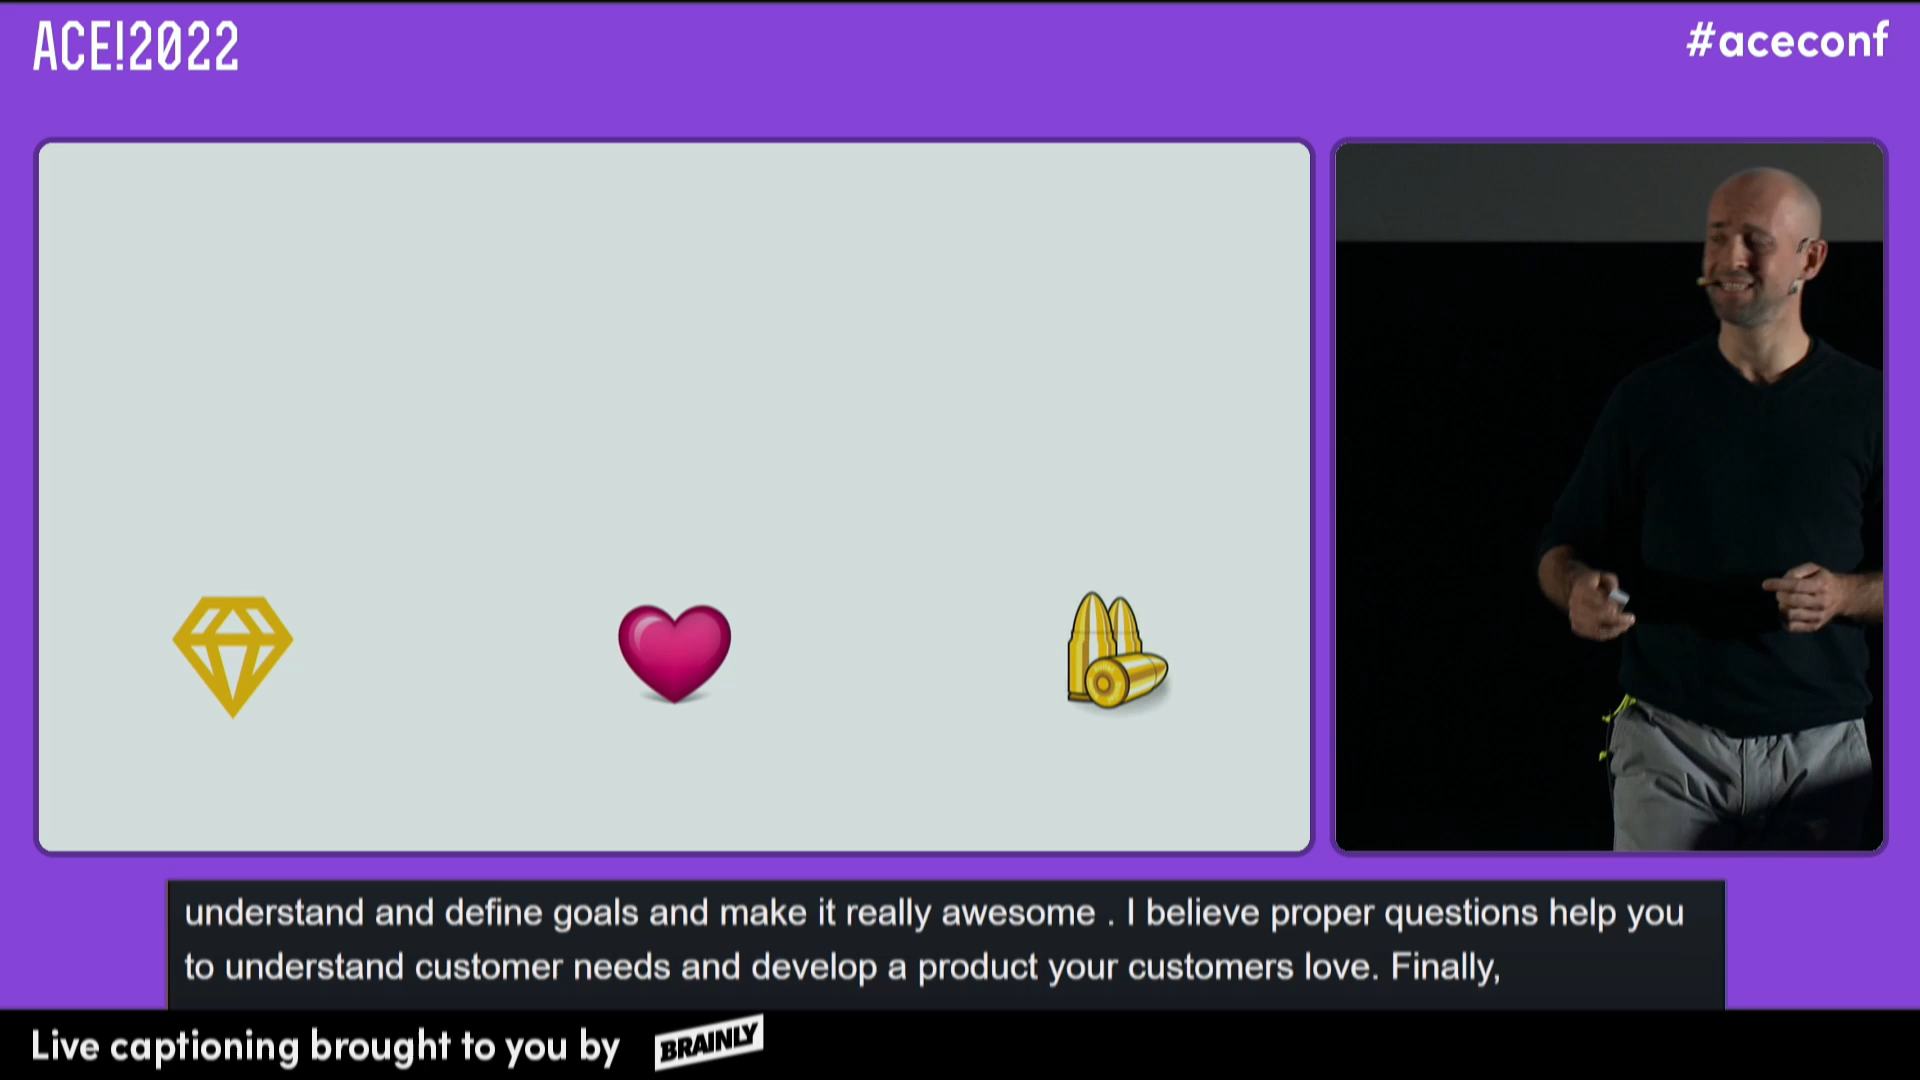 ACE!2022
#aceconf
understand and define goals and make it really awesome . I believe proper questions help you
to understand customer needs and develop a product your customers love. Finally,
Live captioning brought to you by BRAINLY